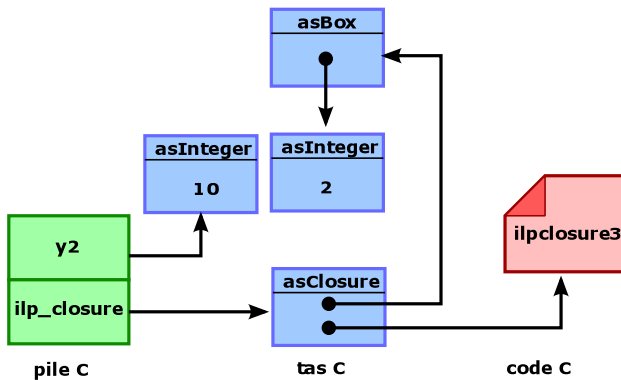 asBox
asInteger
10
asInteger
2
y2
ilp_closure
asClosure
ilpclosure3
pile C
tas C
code C